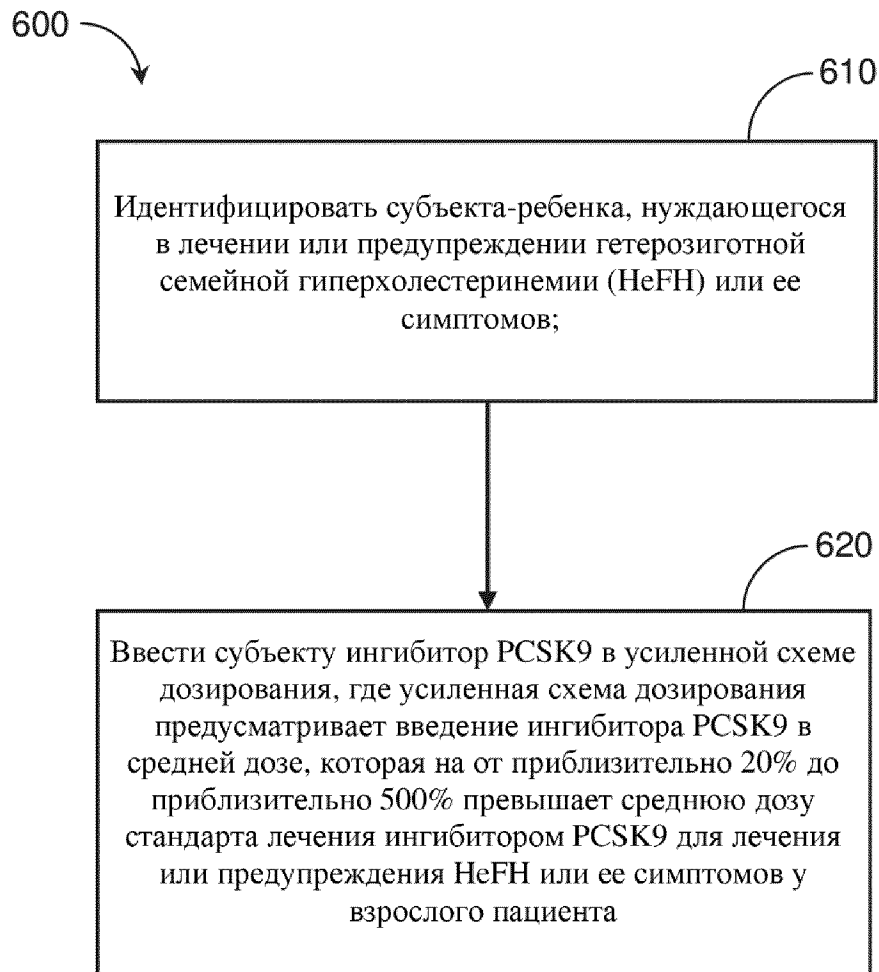 600
610
Идентифицировать субъекта-ребенка, нуждающегося
в лечении или предупреждении гетерозиготной
семейной гиперхолестеринемии (HeFH) или ее
симптомов;
620
Ввести субъекту ингибитор PCSK9 в усиленной схеме
дозирования, где усиленная схема дозирования
предусматривает введение ингибитора PCSK9 в
средней дозе, которая на от приблизительно 20% до
приблизительно 500% превышает среднюю дозу
стандарта лечения ингибитором PCSK9 для лечения
или предупреждения HeFH или ее симптомов у
взрослого пациента